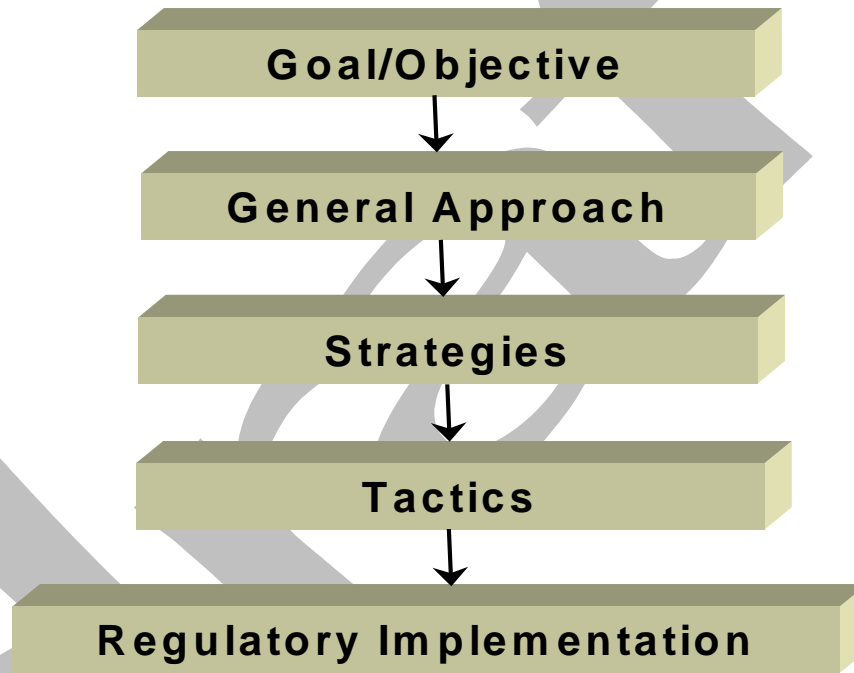 Goal/Objective
General Approach
Strategies
Tactics
Regulatory Implementation